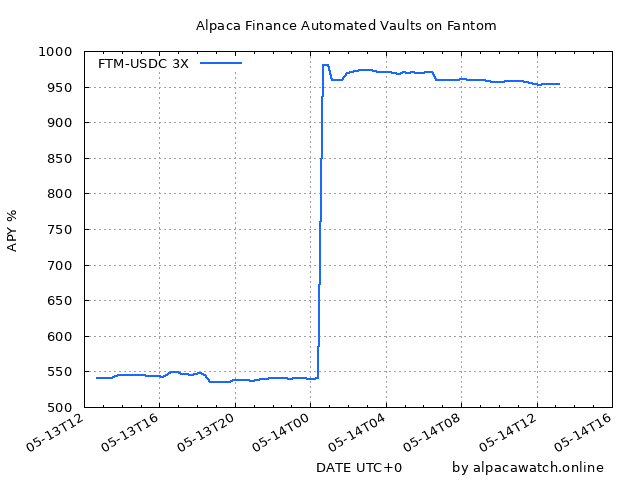 Alpaca Finance Automated Vaults on Fantom
FTM-USDC 3X
APY %
1000
950
900
850
800
750
700
650
600
550
500
05-13T12
05-13T16
05-13T20
05-14T00
05-14T04
05-14T08
05-14T12
05-14T16
DATE UTC+0
by alpacawatch.online